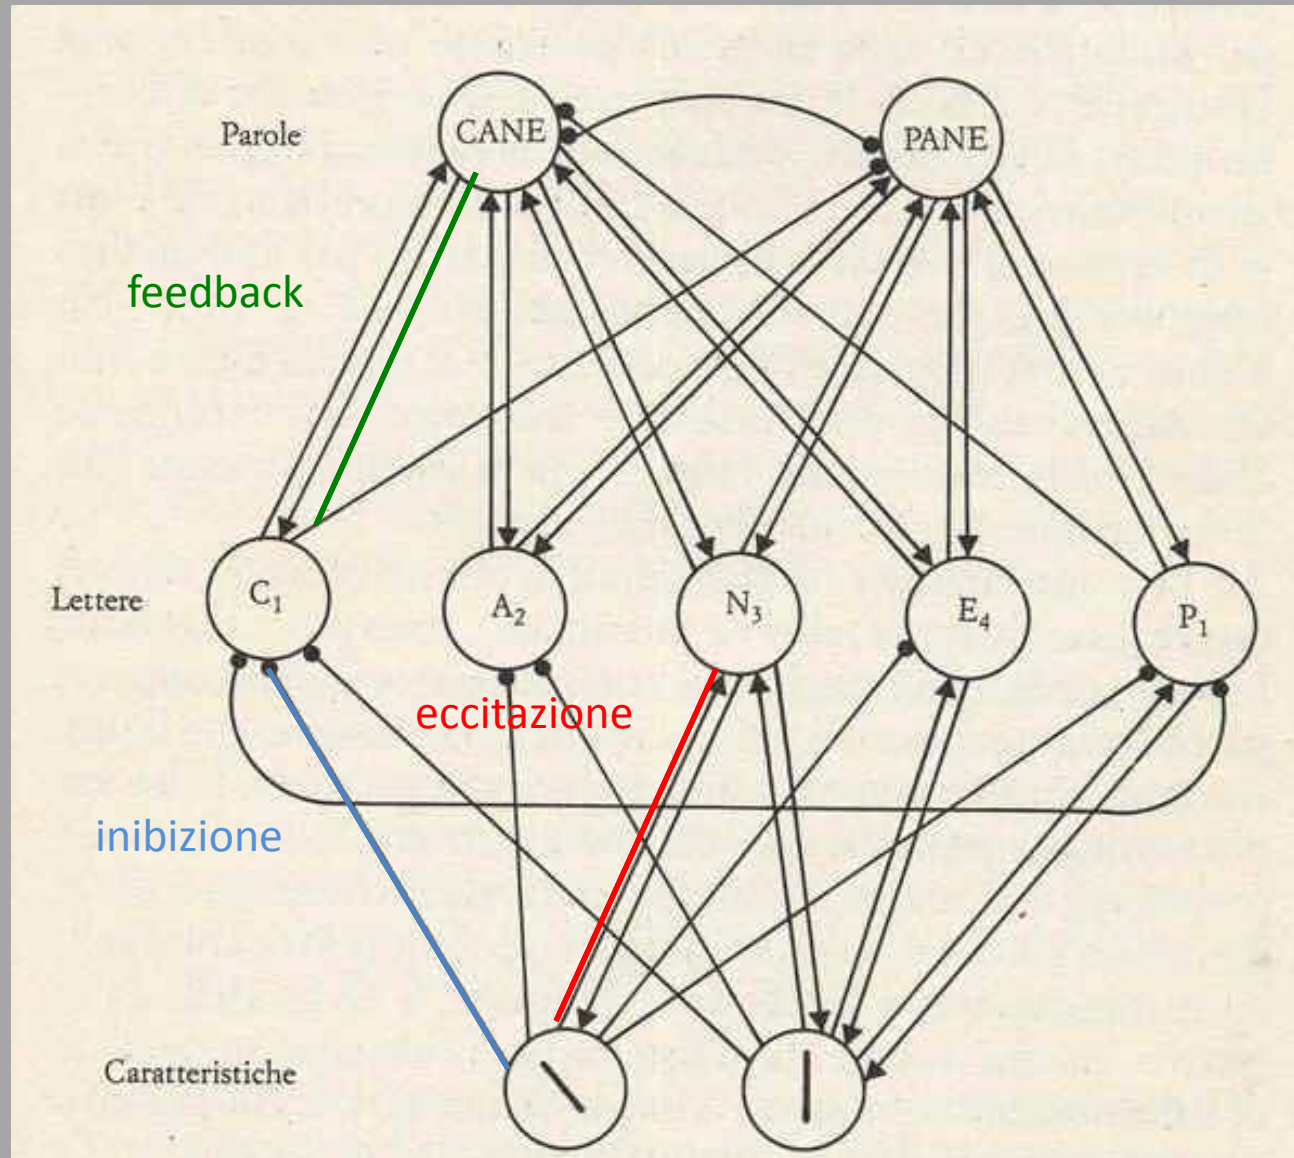 Parole
CANE
PANE
feedback
Lettere
C₁
A₂
N₃
E₄
P₁
eccitazione
inibizione
Caratteristiche